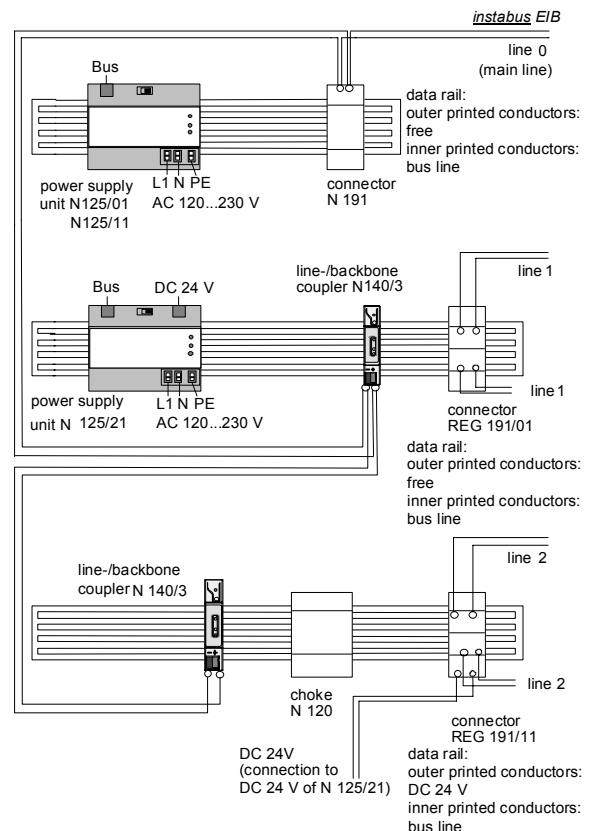 instabus EIB
line 0
(main line)
Bus
data rail:
outer printed conductors:
free
inner printed conductors:
bus line
L1 N PE
AC 120...230 V
power supply
unit N125/01
N125/11
connector
N 191
line-/backbone
coupler N140/3
line 1
Bus
DC 24 V
line 1
power supply
unit N 125/21
L1 N PE
AC 120...230 V
connector
REG 191/01
data rail:
outer printed conductors:
free
inner printed conductors:
bus line
line 2
line-/backbone
coupler N 140/3
line 2
choke
N 120
connector
REG 191/11
DC 24V
(connection to
DC 24 V of N 125/21)
data rail:
outer printed conductors:
DC 24 V
inner printed conductors:
bus line